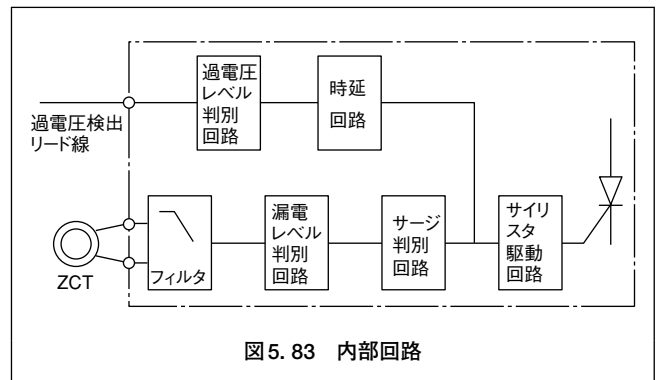 過電圧
レベル
判別
回路
時延
回路
過電圧検出
リード線
漏電
レベル
判別
回路
サージ
判別
回路
サイリ
スタ
駆動
回路
フィルタ
ZCT
図5. 83 内部回路